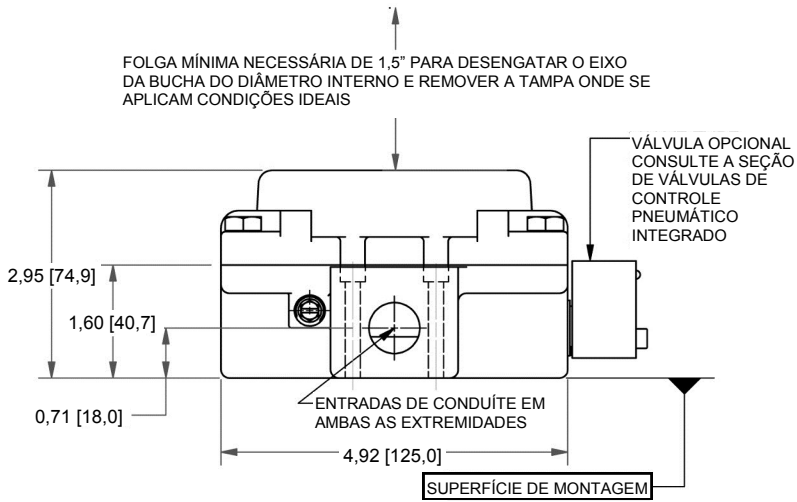 FOLGA MÍNIMA NECESSÁRIA DE 1,5" PARA DESENGATAR O EIXO
DA BUCHA DO DIÂMETRO INTERNO E REMOVER A TAMPA ONDE SE
APLICAM CONDIÇÕES IDEAIS
VÁLVULA OPCIONAL
CONSULTE A SEÇÃO
DE VÁLVULAS DE
CONTROLE
PNEUMÁTICO
INTEGRADO
2,95 [74,9]
1,60 [40,7]
0,71 [18,0]
ENTRADAS DE CONDUÍTE EM
AMBAS AS EXTREMIDADES
4,92 [125,0]
SUPERFÍCIE DE MONTAGEM